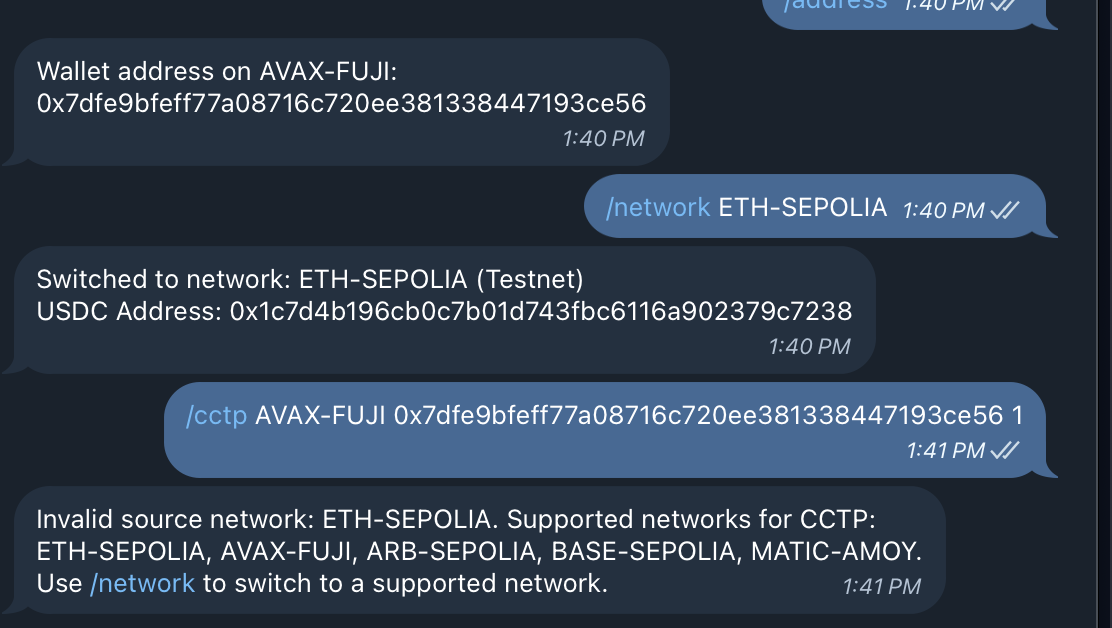 /address 1:40 PM
Wallet address on AVAX-FUJI:
0x7dfe9bfeff77a08716c720ee381338447193ce56
1:40 PM
/network ETH-SEPOLIA 1:40 PM
Switched to network: ETH-SEPOLIA (Testnet)
USDC Address: 0x1c7d4b196cb0c7b01d743fbc6116a902379c7238
1:40 PM
/cctp AVAX-FUJI 0x7dfe9bfeff77a08716c720ee381338447193ce56 1
1:41 PM
Invalid source network: ETH-SEPOLIA. Supported networks for CCTP:
ETH-SEPOLIA, AVAX-FUJI, ARB-SEPOLIA, BASE-SEPOLIA, MATIC-AMOY.
Use /network to switch to a supported network. 1:41 PM